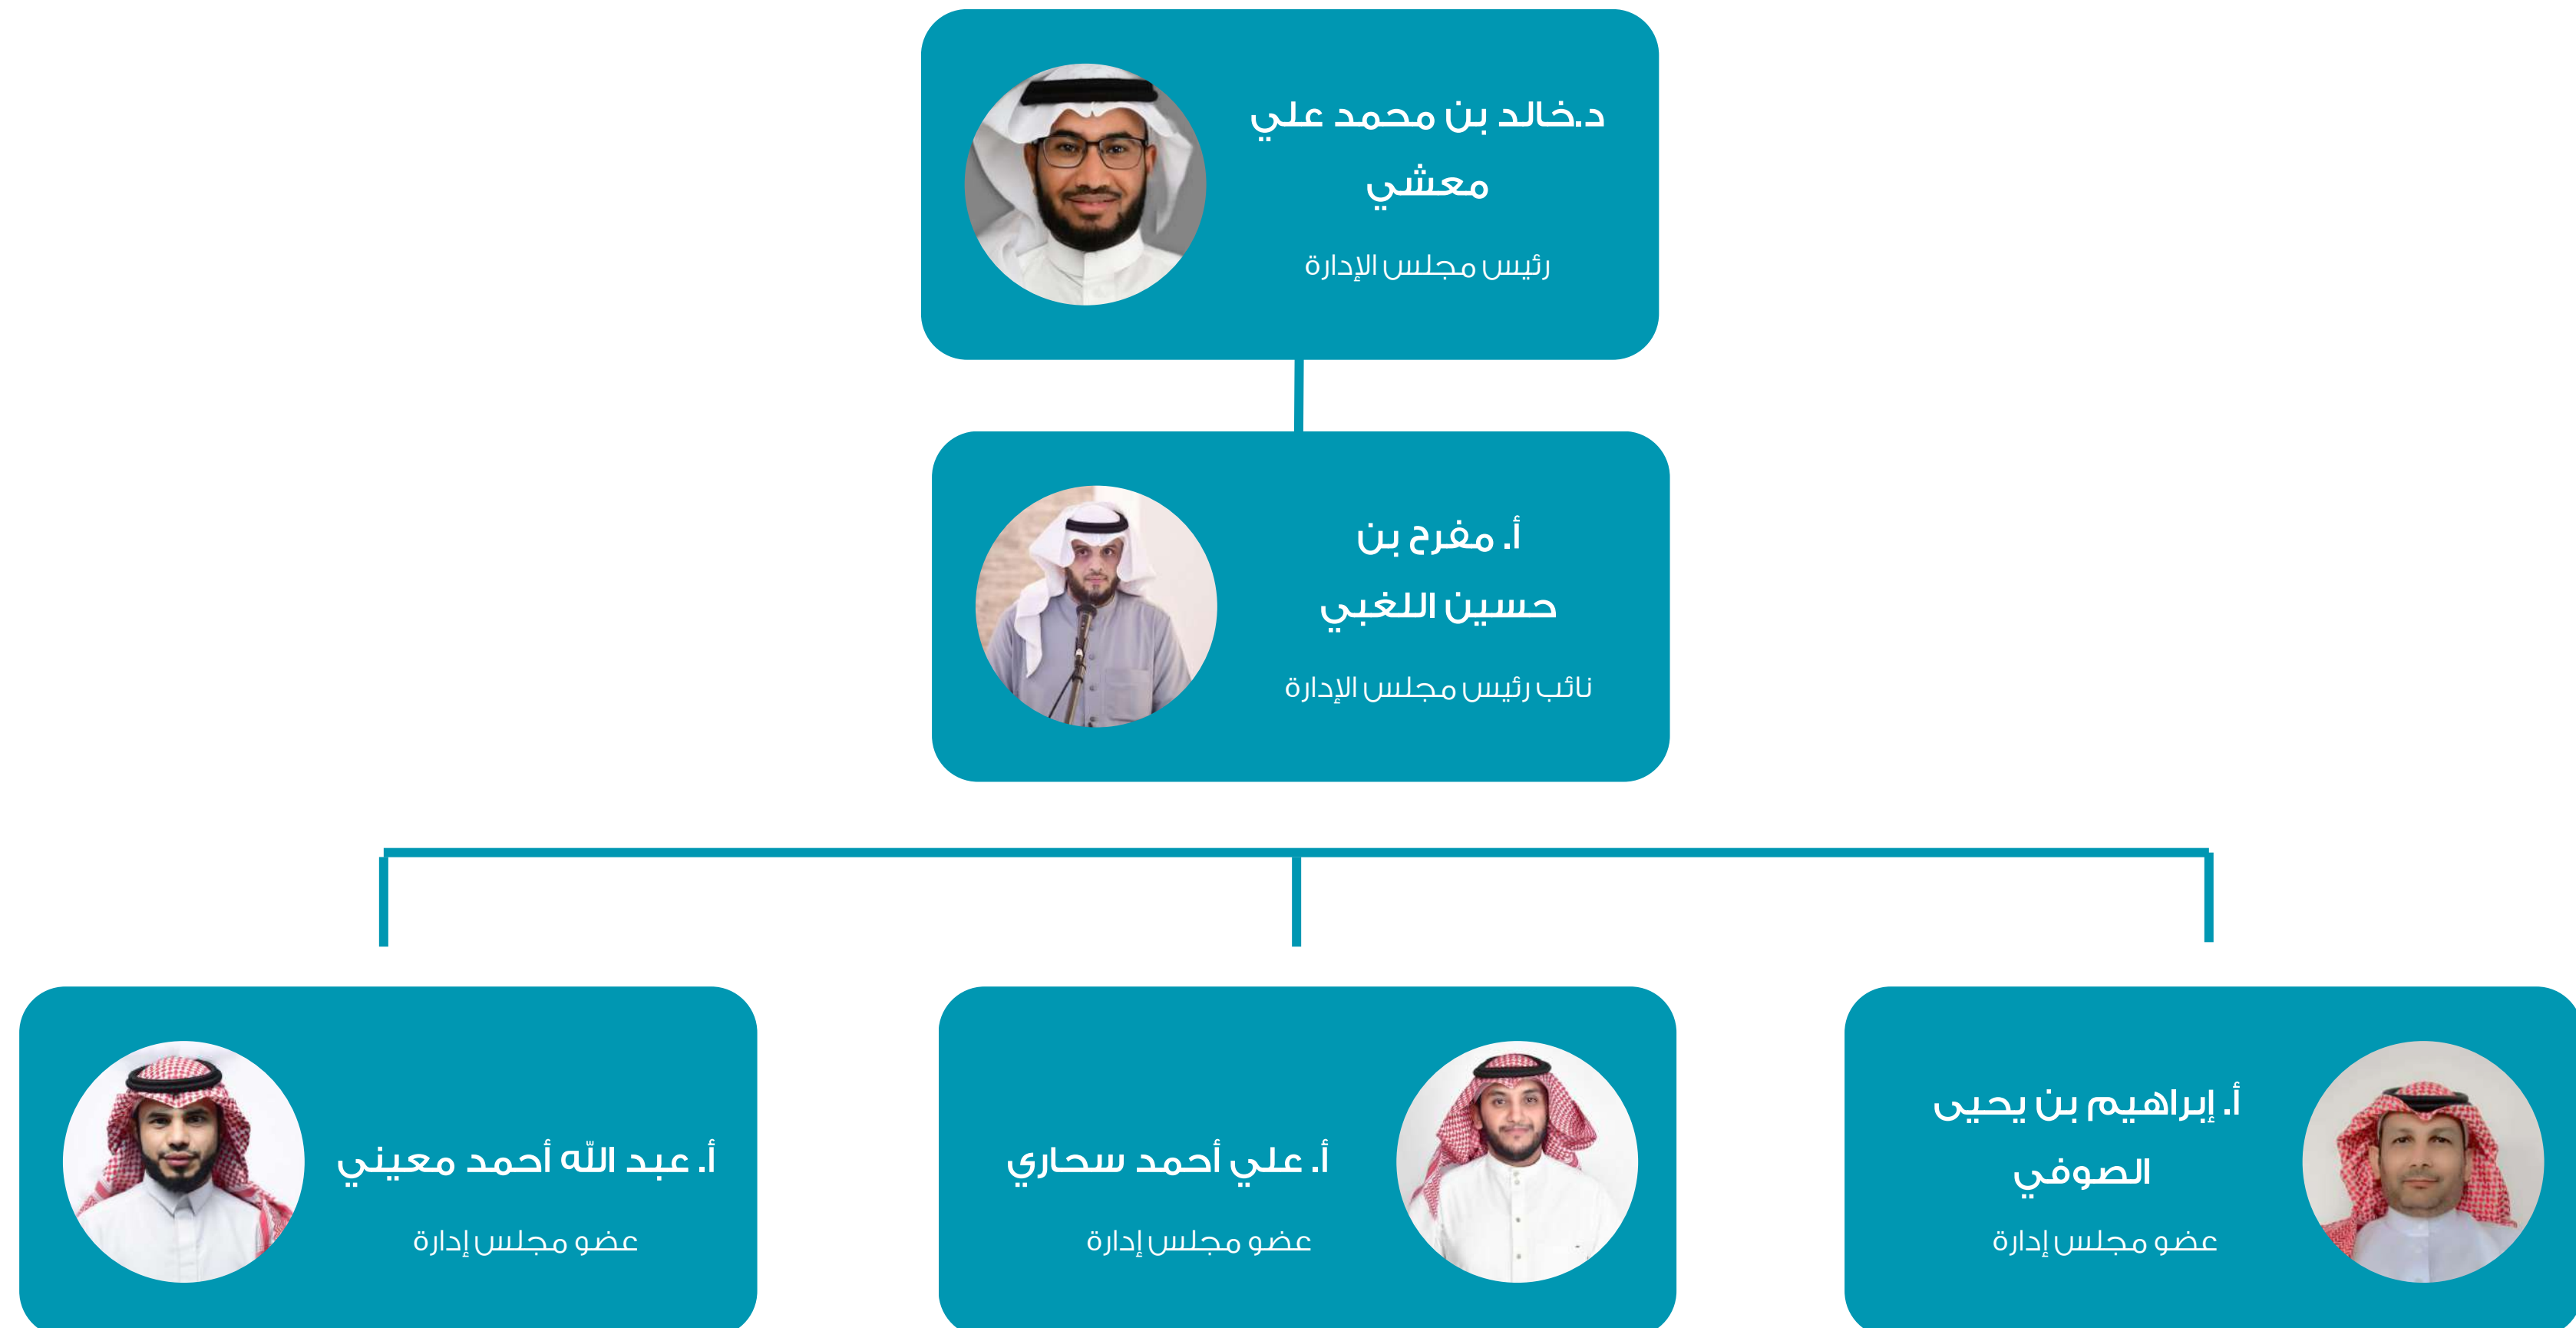 د.خالد بن محمد علي
معشي
رئيس مجلس الإدارة
أ. مفرح بن
حسين اللغبي
نائب رئيس مجلس الإدارة
أ. إبراهيم بن يحيى
الصوفي
عضو مجلس إدارة
أ. علي أحمد سحاري
عضو مجلس إدارة
أ. عبد الله أحمد معيني
عضو مجلس إدارة